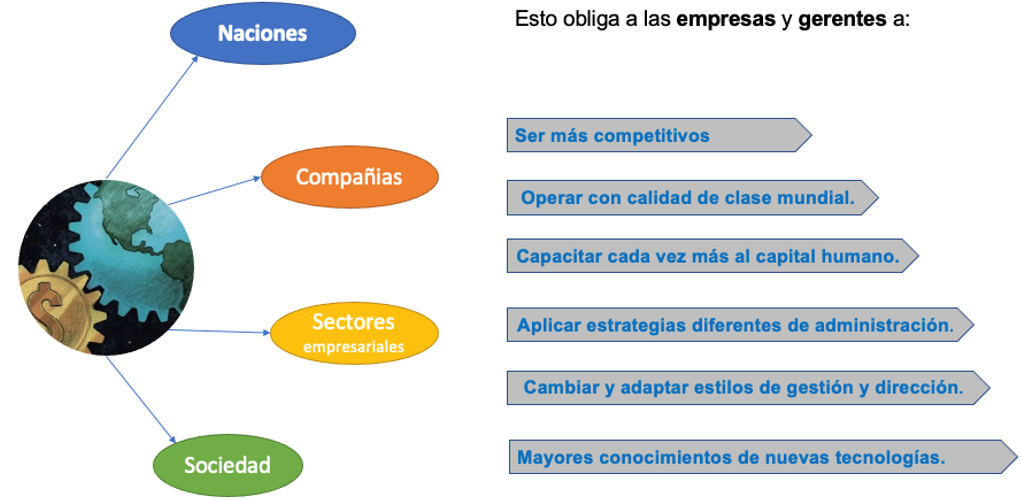 Naciones
Compañias
Sectores
empresariales
Sociedad
$
Esto obliga a las empresas y gerentes a:
Ser más competitivos
Operar con calidad de clase mundial.
Capacitar cada vez más al capital humano.
Aplicar estrategias diferentes de administración.
Cambiar y adaptar estilos de gestión y dirección.
Mayores conocimientos de nuevas tecnologías.